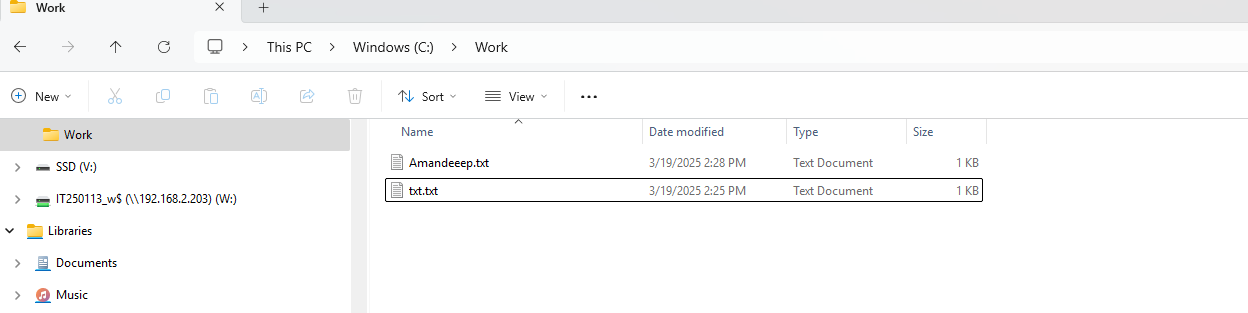 Work
This PC > Windows (C:) > Work
New Sort View
Name Date modified Type Size
Work
SSD (V:)
IT250113_w$ (\\192.168.2.203) (W:)
Libraries
Documents
Music
Amandeeep.txt 3/19/2025 2:28 PM Text Document 1 KB
txt.txt 3/19/2025 2:25 PM Text Document 1 KB